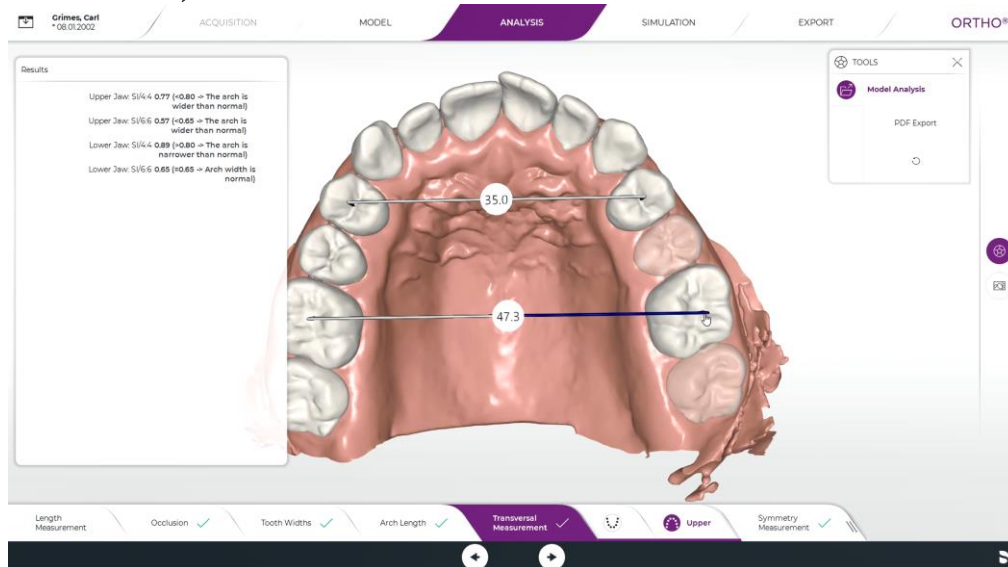 Grimes, Carl
* 08.01.2002
ACQUISITION
MODEL
ANALYSIS
SIMULATION
EXPORT
ORTHO®
Results
Upper Jaw: SI/4:4 0.77 (<0.80 -> The arch is
wider than normal)
Upper Jaw: SI/6:6 0.57 (<0.65 -> The arch is
wider than normal)
Lower Jaw: SI/4:4 0.89 (>0.80 -> The arch is
narrower than normal)
Lower Jaw: SI/6:6 0.65 (=0.65 -> Arch width is
normal)
TOOLS
Model Analysis
PDF Export
35.0
47.3
Length
Measurement
Occlusion
Tooth Widths
Arch Length
Transversal
Measurement
Upper
Symmetry
Measurement